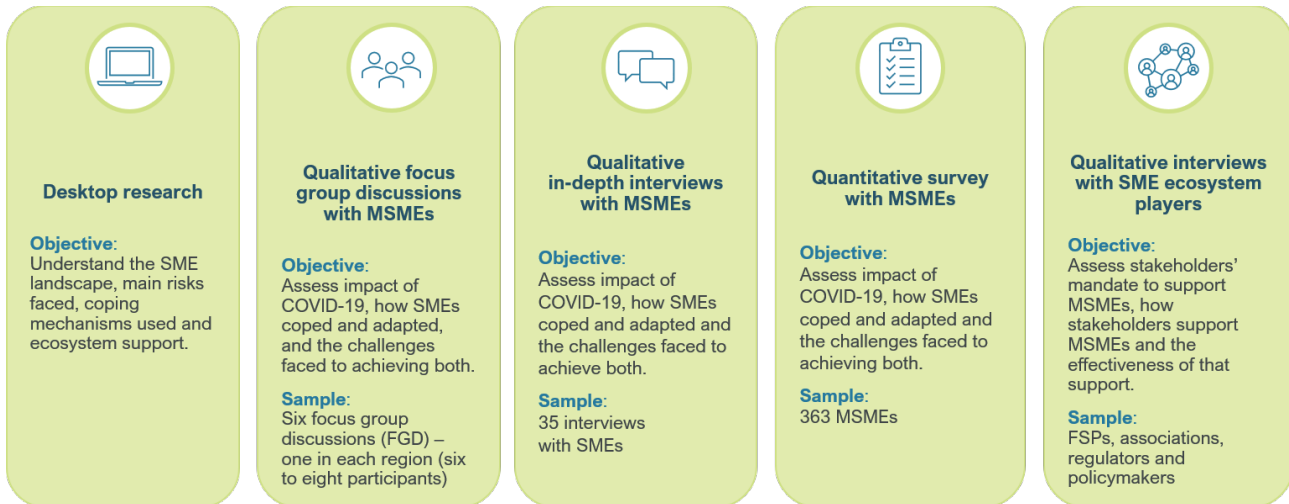 Desktop research
Objective:
Understand the SME
landscape, main risks
faced, coping
mechanisms used and
ecosystem support.
Qualitative focus
group discussions
with MSMEs
Objective:
Assess impact of
COVID-19, how SMEs
coped and adapted,
and the challenges
faced to achieving both.
Sample:
Six focus group
discussions (FGD) –
one in each region (six
to eight participants)
Qualitative
in-depth interviews
with MSMEs
Objective:
Assess impact of
COVID-19, how SMEs
coped and adapted and
the challenges faced to
achieve both.
Sample:
35 interviews
with SMEs
Quantitative survey
with MSMEs
Objective:
Assess impact of
COVID-19, how SMEs
coped and adapted and
the challenges faced to
achieving both.
Sample:
363 MSMEs
Qualitative interviews
with SME ecosystem
players
Objective:
Assess stakeholders’
mandate to support
MSMEs, how
stakeholders support
MSMEs and the
effectiveness of that
support.
Sample:
FSPs, associations,
regulators and
policymakers